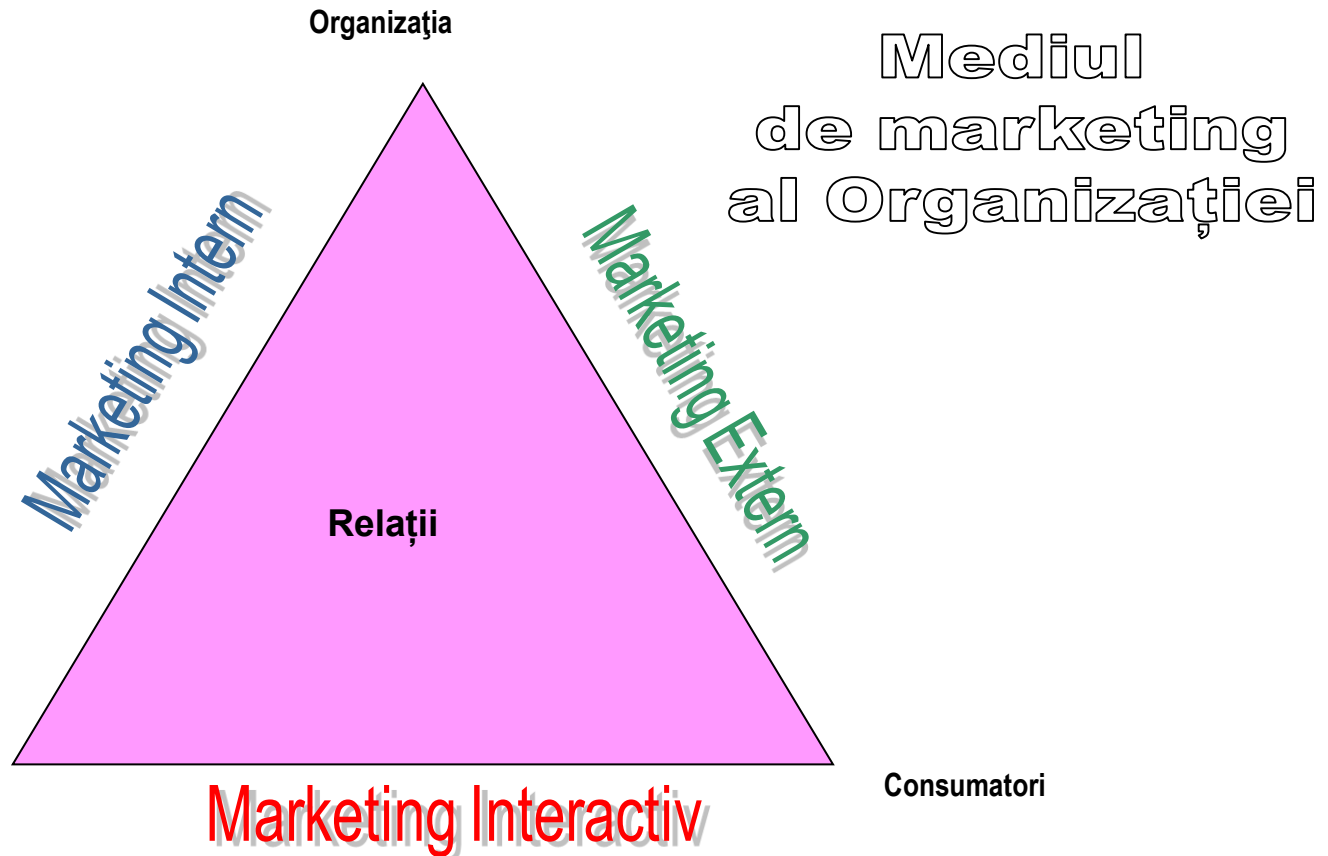 Organizaţia
Mediul
de marketing
al Organizației
Marketing Intern
Marketing Extern
Relații
Consumatori
Marketing Interactiv